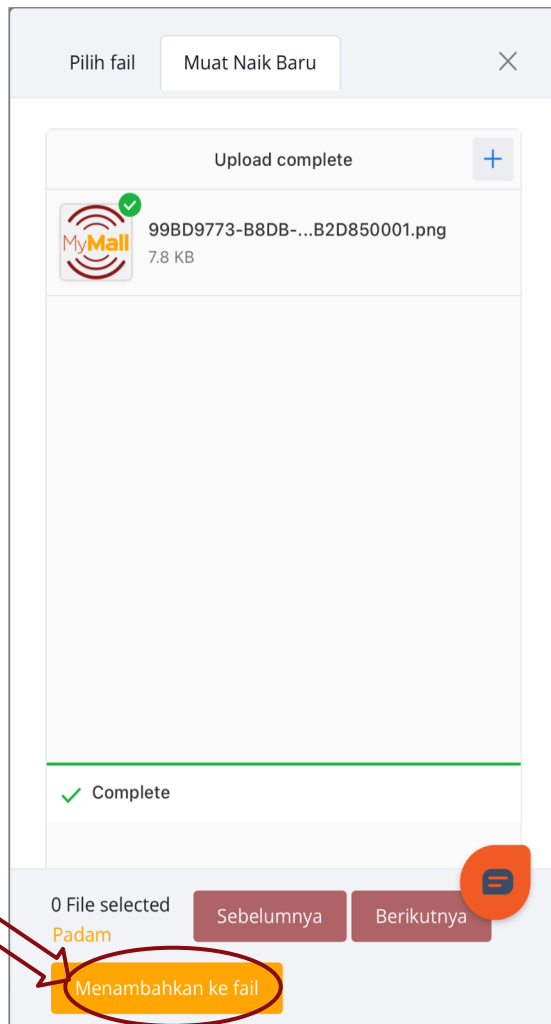 Pilih fail
Muat Naik Baru
Upload complete
MyMall
99BD9773-B8DB-...B2D850001.png
7.8 KB
Complete
0 File selected
Padam
Sebelumnya
Berikutnya
Menambahkan ke fail